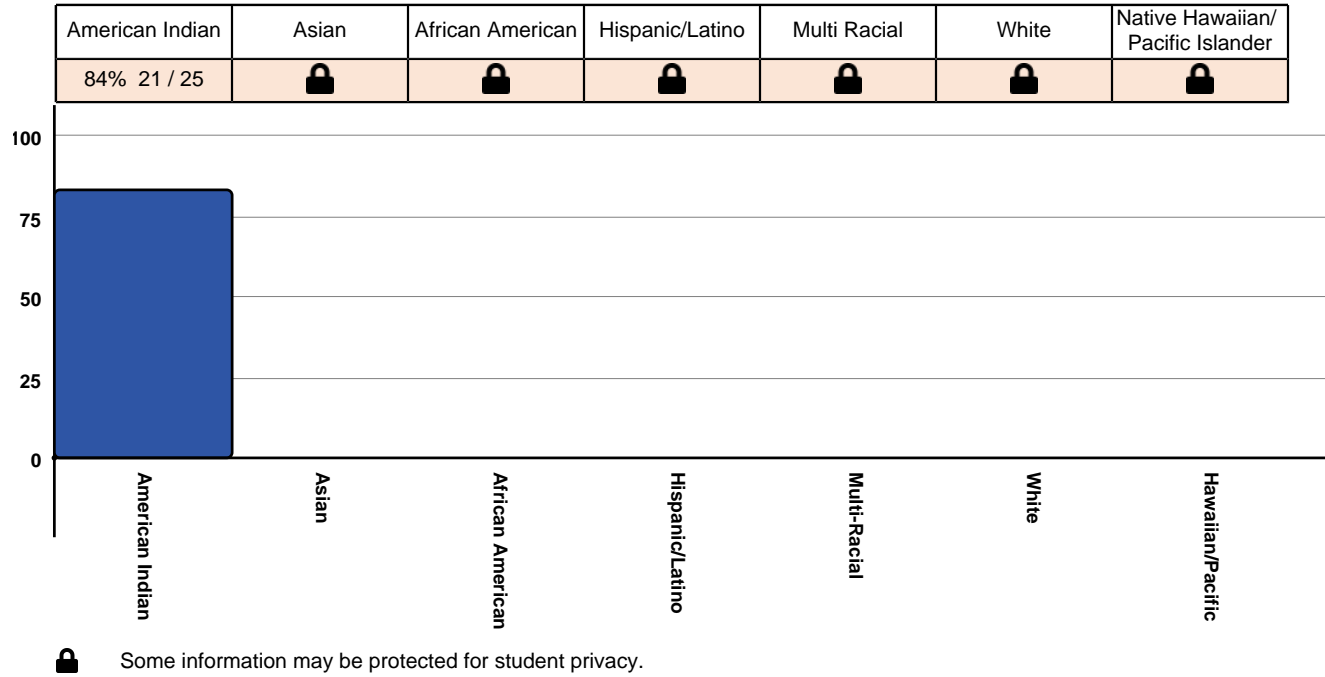 American Indian Asian African American Hispanic/Latino Multi Racial White Native Hawaiian/
Pacific Islander
84% 21 / 25
100
75
50
25
0
American Indian
Asian
African American
Hispanic/Latino
Multi-Racial
White
Hawaiian/Pacific
Some information may be protected for student privacy.